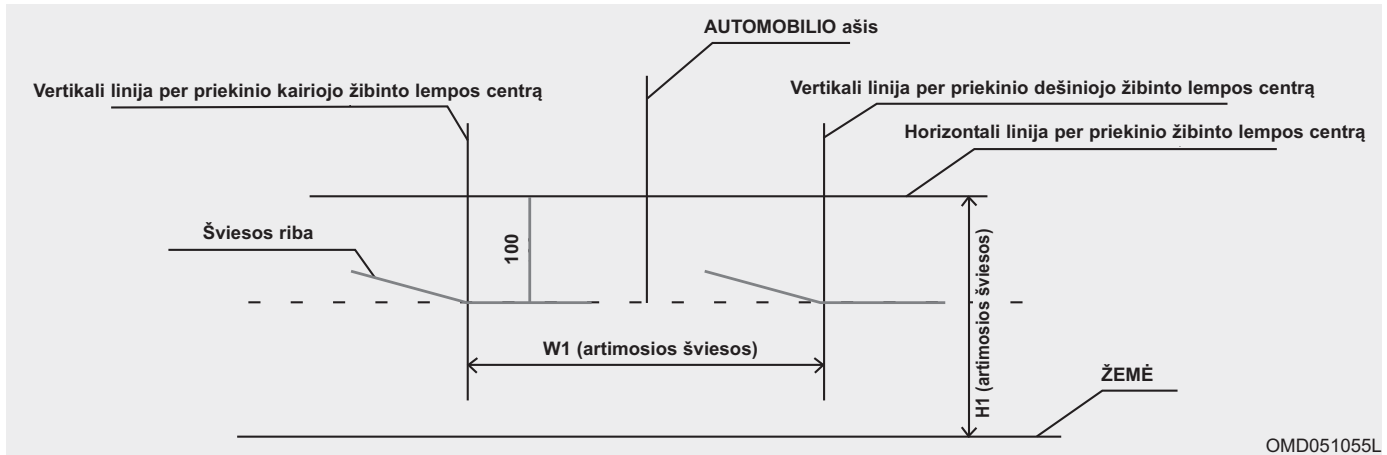 AUTOMOBILIO ašis
Vertikali linija per priekinio kairiojo žibinto lempos centrą
Vertikali linija per priekinio dešiniojo žibinto lempos centrą
Horizontali linija per priekinio žibinto lempos centrą
Šviesos riba
100
H1 (artimosios šviesos)
W1 (artimosios šviesos)
ŽEMĖ
OMD051055L